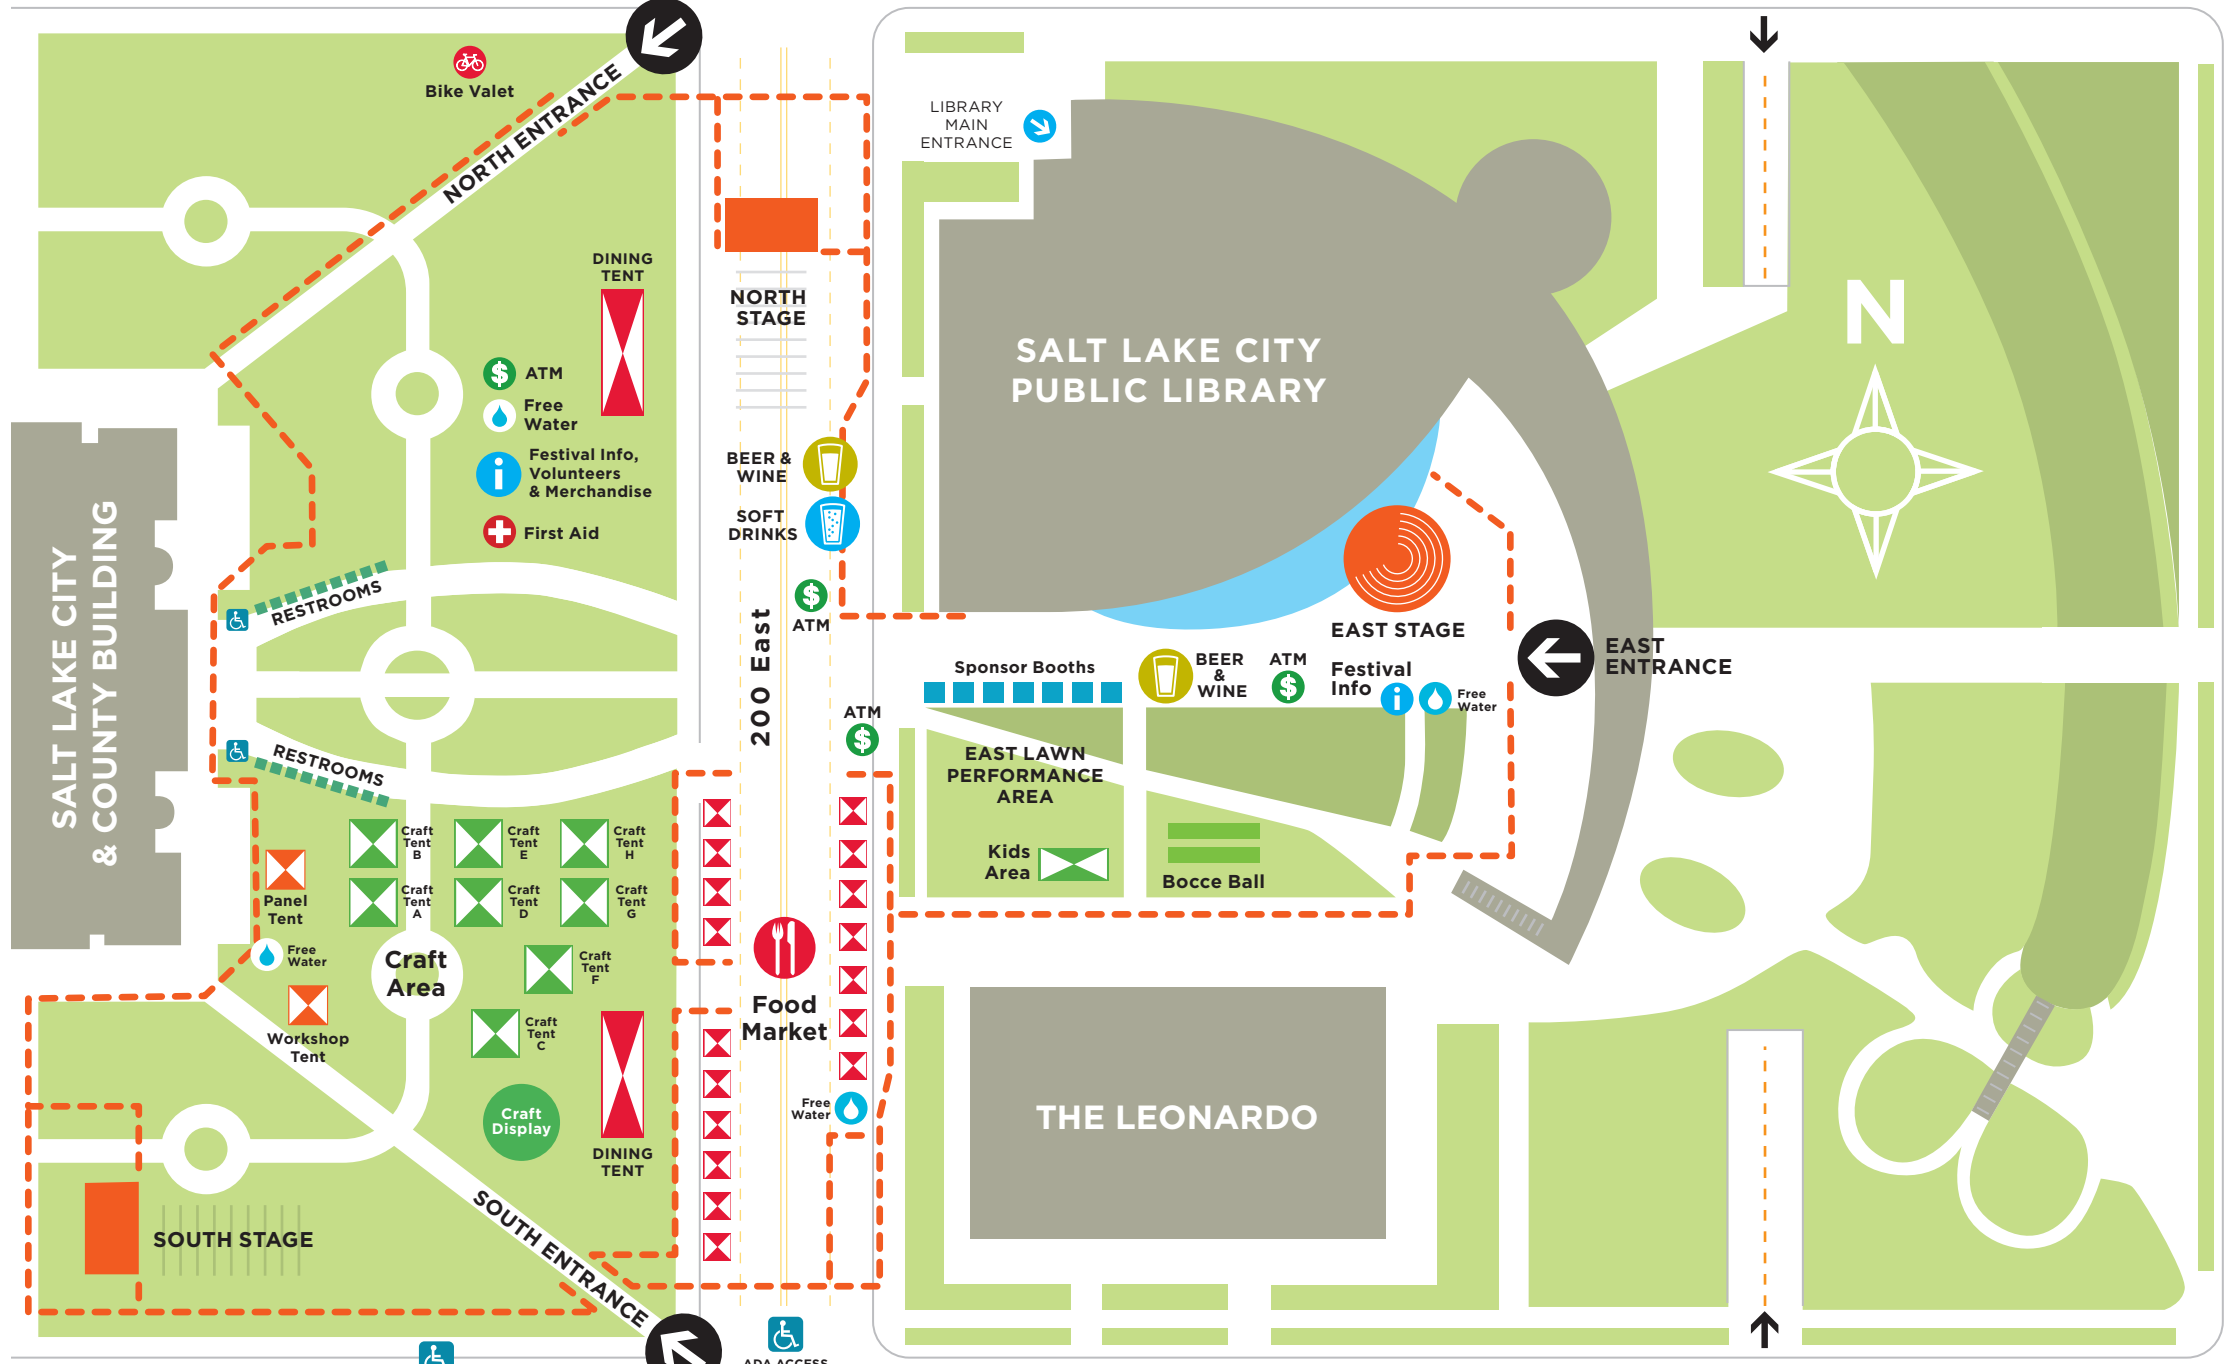 Bike Valet
NORTH ENTRANCE
LIBRARY
MAIN
ENTRANCE
DINING
TENT
NORTH
STAGE
SALT LAKE CITY
PUBLIC LIBRARY
N
$ ATM
Free
Water
i
Festival Info,
Volunteers
& Merchandise
First Aid
BEER &
WINE
SOFT
DRINKS
$
ATM
SALT LAKE CITY
& COUNTY BUILDING
RESTROOMS
RESTROOMS
200 East
EAST STAGE
EAST
ENTRANCE
Sponsor Booths
BEER
&
WINE
ATM
$
Festival
Info
i
Free
Water
ATM
$
EAST LAWN
PERFORMANCE
AREA
Kids
Area
Bocce Ball
Craft
Tent
B
Craft
Tent
E
Craft
Tent
H
Craft
Tent
A
Craft
Tent
D
Craft
Tent
G
Panel
Tent
Free
Water
Craft
Area
Craft
Tent
F
Craft
Tent
C
Workshop
Tent
Food
Market
Craft
Display
Free
Water
DINING
TENT
THE LEONARDO
SOUTH STAGE
SOUTH ENTRANCE
ADA ACCESS